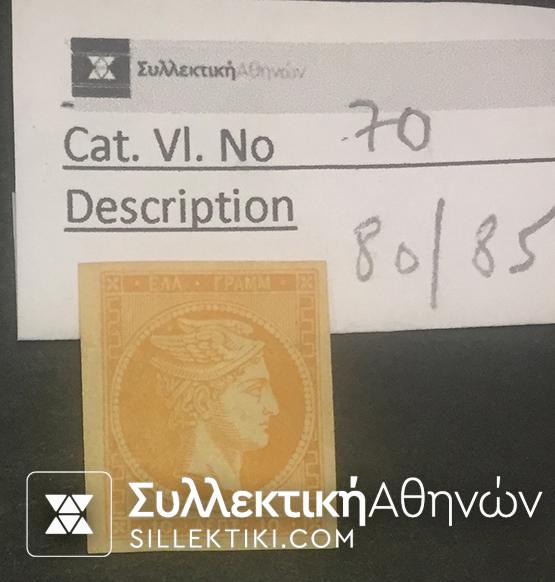 ΣυλλεκτικήΑθηνών
Cat. Vl. No 70
Description
80/85
ΕΛΛ · ΓΡΑΜΜ
ΣυλλεκτικήΑθηνών
SILLEKTIKI.COM